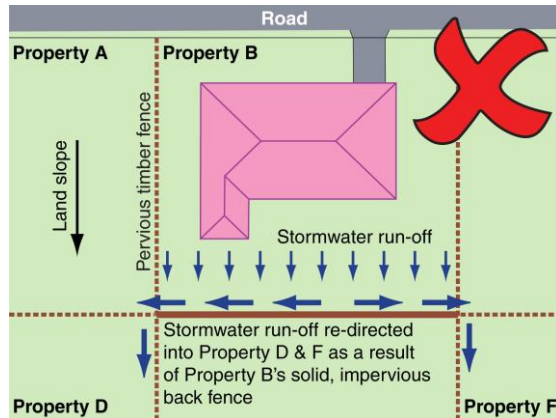 Road
Property A
Property B
Pervious timber fence
Land slope
Stormwater run-off
Stormwater run-off re-directed
into Property D & F as a result
of Property B's solid, impervious
back fence
Property D
Property F